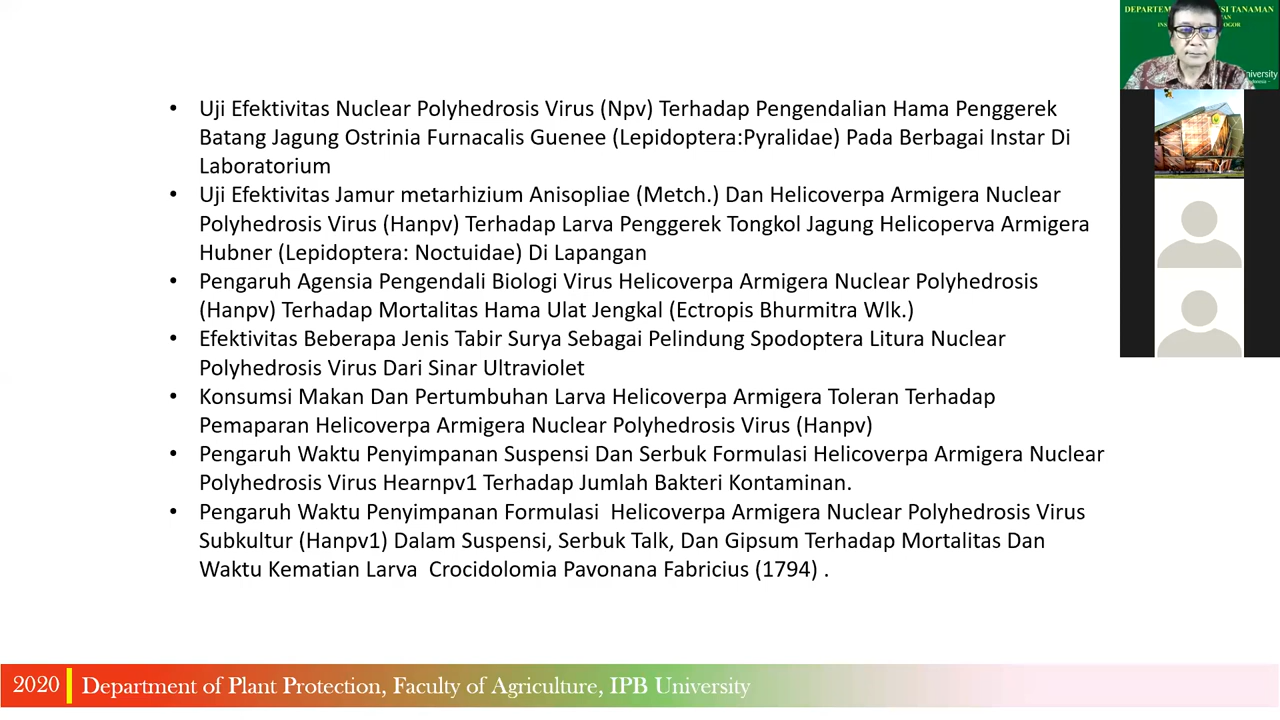 DEPARTEM SI TANAMAN
OGOR
niversity
• Uji Efektivitas Nuclear Polyhedrosis Virus (Npv) Terhadap Pengendalian Hama Penggerek
Batang Jagung Ostrinia Furnacalis Guenee (Lepidoptera:Pyralidae) Pada Berbagai Instar Di
Laboratorium
• Uji Efektivitas Jamur metarhizium Anisopliae (Metch.) Dan Helicoverpa Armigera Nuclear
Polyhedrosis Virus (Hanpv) Terhadap Larva Penggerek Tongkol Jagung Helicoperva Armigera
Hubner (Lepidoptera: Noctuidae) Di Lapangan
• Pengaruh Agensia Pengendali Biologi Virus Helicoverpa Armigera Nuclear Polyhedrosis
(Hanpv) Terhadap Mortalitas Hama Ulat Jengkal (Ectropis Bhurmitra Wlk.)
• Efektivitas Beberapa Jenis Tabir Surya Sebagai Pelindung Spodoptera Litura Nuclear
Polyhedrosis Virus Dari Sinar Ultraviolet
• Konsumsi Makan Dan Pertumbuhan Larva Helicoverpa Armigera Toleran Terhadap
Pemaparan Helicoverpa Armigera Nuclear Polyhedrosis Virus (Hanpv)
• Pengaruh Waktu Penyimpanan Suspensi Dan Serbuk Formulasi Helicoverpa Armigera Nuclear
Polyhedrosis Virus Hearnpv1 Terhadap Jumlah Bakteri Kontaminan.
• Pengaruh Waktu Penyimpanan Formulasi Helicoverpa Armigera Nuclear Polyhedrosis Virus
Subkultur (Hanpv1) Dalam Suspensi, Serbuk Talk, Dan Gipsum Terhadap Mortalitas Dan
Waktu Kematian Larva Crocidolomia Pavonana Fabricius (1794) .
2020 Department of Plant Protection, Faculty of Agriculture, IPB University